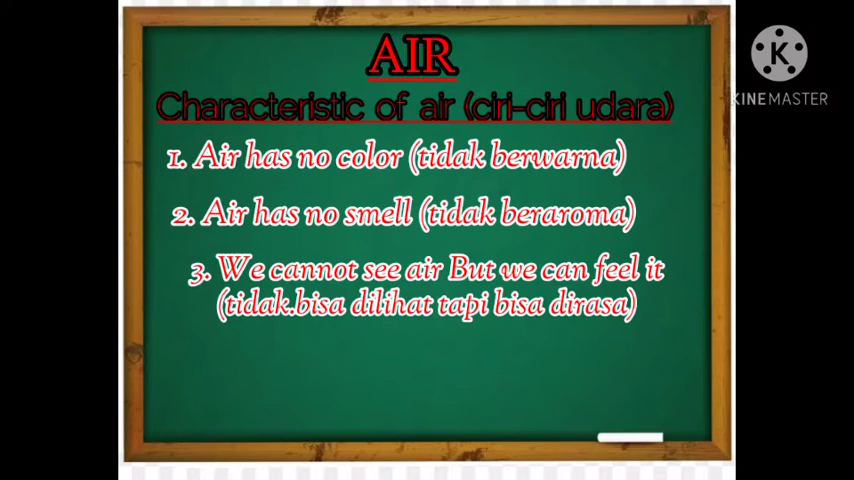 AIR
Characteristic of air (ciri-ciri udara)
1. Air has no color (tidak berwarna)
2. Air has no smell (tidak beraroma)
3. We cannot see air But we can feel it
(tidak.bisa dilihat tapi bisa dirasa)
K
KINEMASTER